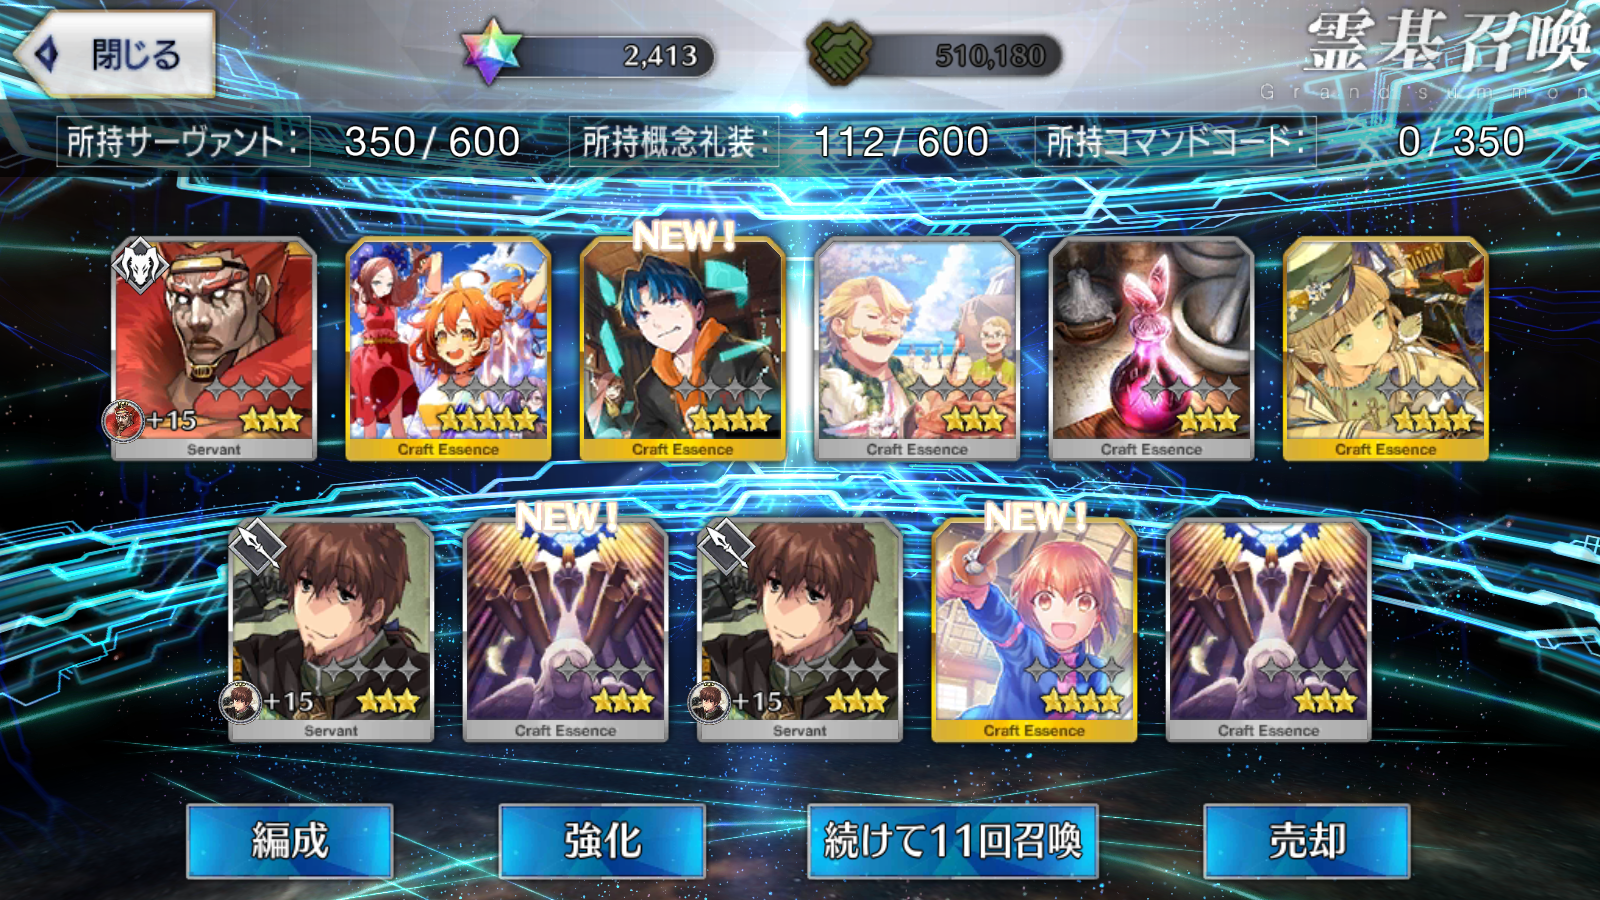 閉じる
2,413
510,180
霊基召喚
Grand summon
所持サーヴァント: 350 / 600 所持概念礼装: 112 / 600 所持コマンドコード: 0 / 350
NEW!
+15
Servant
Craft Essence
Craft Essence
Craft Essence
Craft Essence
Craft Essence
NEW! NEW!
+15 +15
Servant
Craft Essence
Servant
Craft Essence
Craft Essence
編成
強化
続けて11回召喚
売却